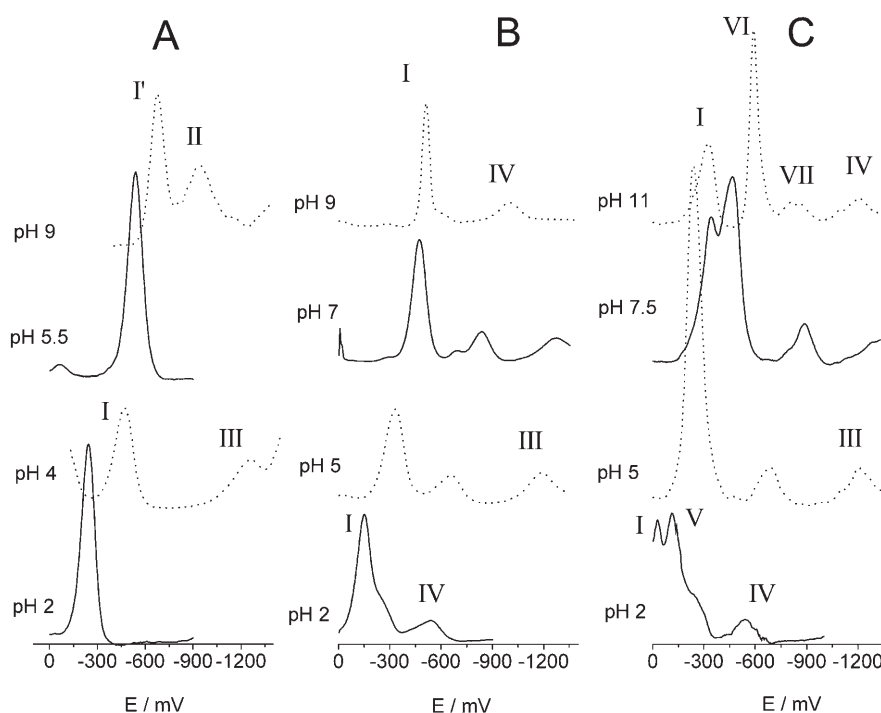 A
B
C
I'
II
I
IV
VI
I
VII
IV
pH 9
pH 9
pH 11
pH 5.5
pH 7
pH 7.5
I
III
III
III
pH 4
pH 5
pH 5
I
IV
I
V
IV
pH 2
pH 2
pH 2
0 -300 -600 -900 -1200
0 -300 -600 -900 -1200
0 -300 -600 -900 -1200
E / mV
E / mV
E / mV